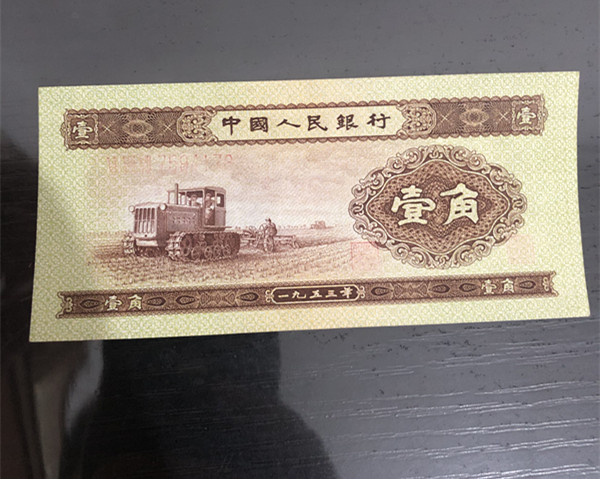 壹 中國人民銀行 壹
壹角
壹角 一九五三年 壹角